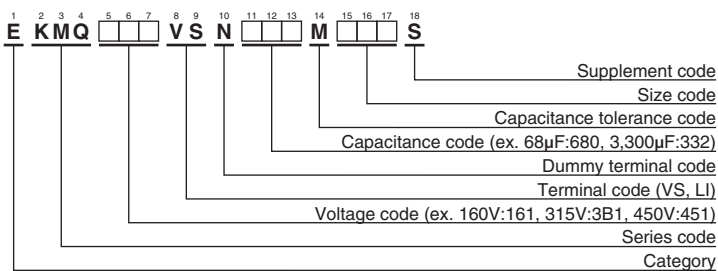 1 2 3 4 5 6 7 8 9 10 11 12 13 14 15 16 17 18
E KMQ □□□ VS N □□□ M □□□ S
Supplement code
Size code
Capacitance tolerance code
Capacitance code (ex. 68μF:680, 3,300μF:332)
Dummy terminal code
Terminal code (VS, LI)
Voltage code (ex. 160V:161, 315V:3B1, 450V:451)
Series code
Category